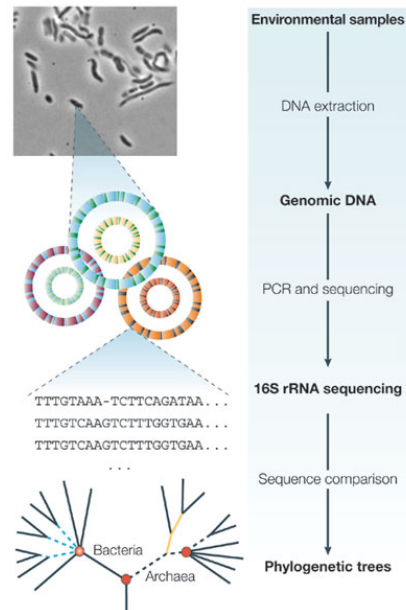 Environmental samples
DNA extraction
Genomic DNA
PCR and sequencing
16S rRNA sequencing
TTTGTAAA-TCTTCAGATAA...
TTTGTCAAGTCTTTGGTGAA...
TTTGTCAAGTCTTTGGTGAA...
...
Sequence comparison
Bacteria
Archaea
Phylogenetic trees